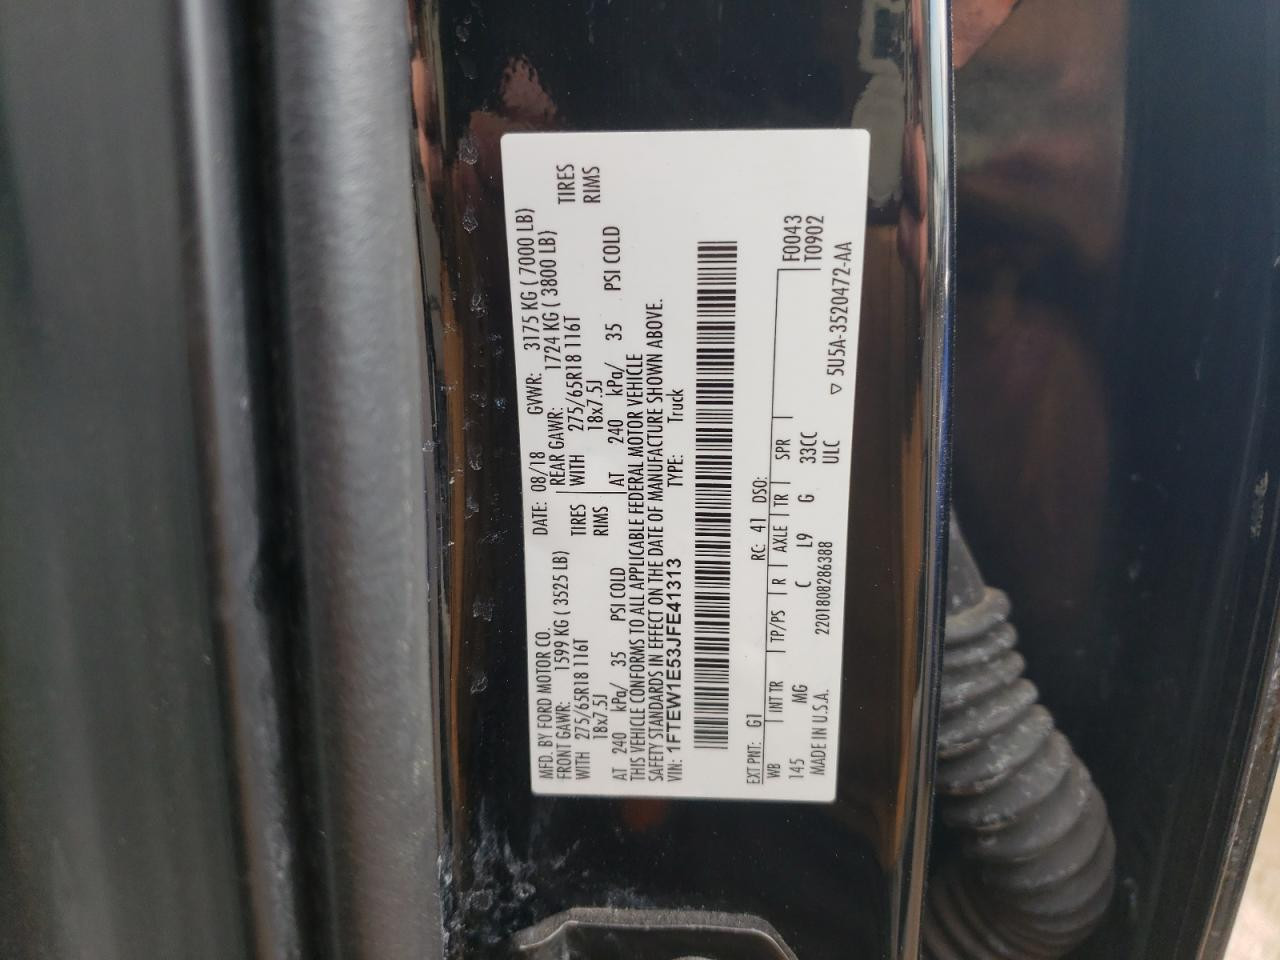 MFD. BY FORD MOTOR CO. DATE: 08/18 GVWR: 3175 KG ( 7000 LB)
FRONT GAWR: 1599 KG ( 3525 LB) REAR GAWR: 1724 KG ( 3800 LB)
WITH 275/65R18 116T TIRES WITH 275/65R18 116T TIRES
18x7.5J RIMS 18x7.5J RIMS
AT 240 kPa/ 35 PSI COLD AT 240 kPa/ 35 PSI COLD
THIS VEHICLE CONFORMS TO ALL APPLICABLE FEDERAL MOTOR VEHICLE
SAFETY STANDARDS IN EFFECT ON THE DATE OF MANUFACTURE SHOWN ABOVE.
VIN: 1FTEW1E53JFE41313 TYPE: Truck
EXT PNT: G1 RC: 41 DSO:
WB INT TR TP/PS R AXLE TR SPR F0043
145 MG C L9 G 33CC T0902
MADE IN U.S.A. 2201808286388 ULC ▽ 5U5A-3520472-AA